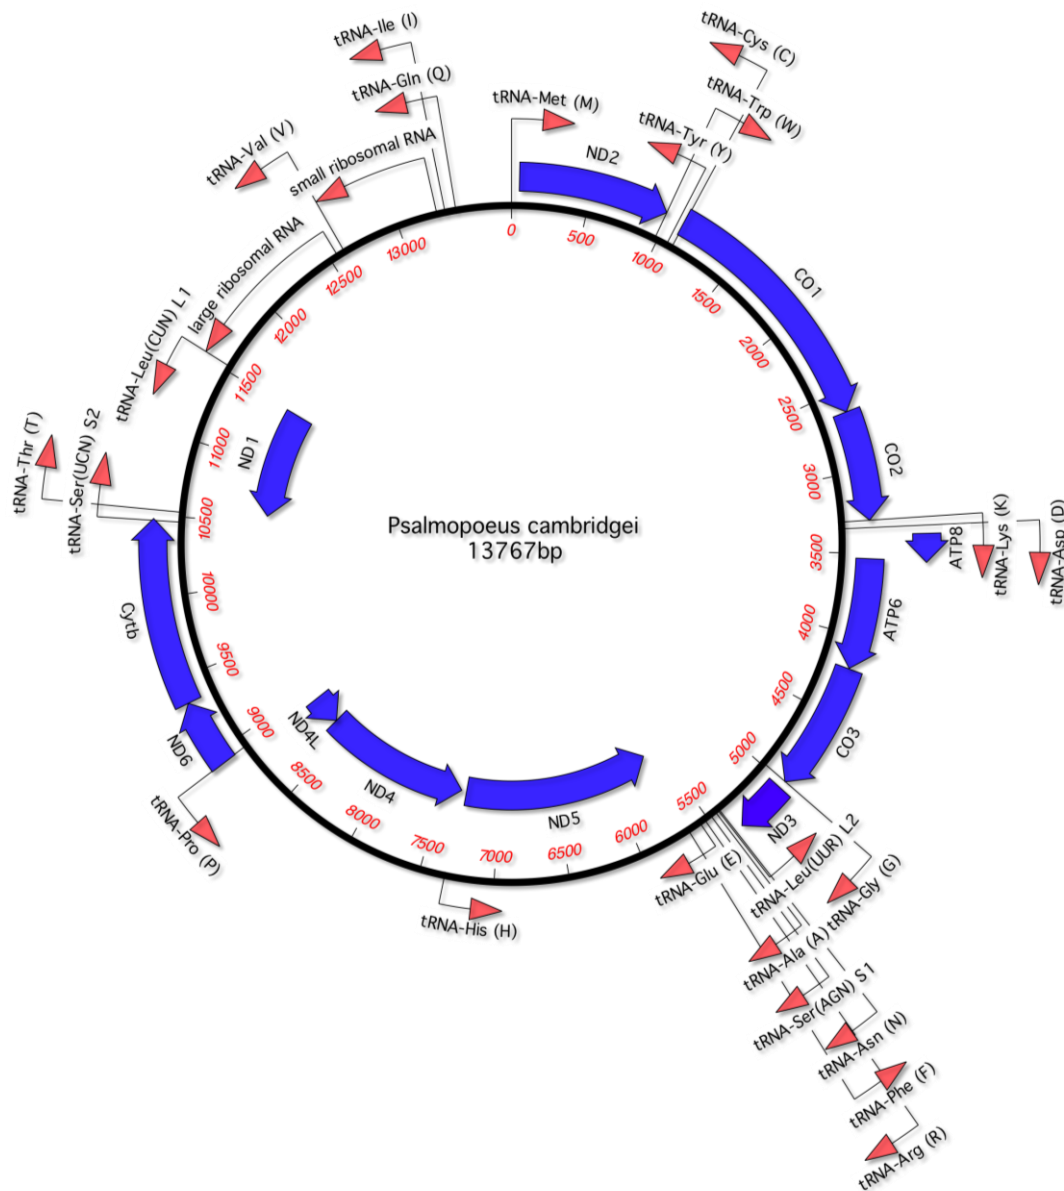 tRNA-Ile (I)
tRNA-Cys (C)
tRNA-Gln (Q)
tRNA-Met (M)
tRNA-Trp (W)
tRNA-Tyr (Y)
tRNA-Val (V)
small ribosomal RNA
ND2
large ribosomal RNA
0
500
1000
1500
2000
2500
3000
3500
4000
4500
5000
5500
6000
6500
7000
7500
8000
8500
9000
9500
10000
10500
11000
11500
12000
12500
13000
CO1
CO2
tRNA-Lys (K)
tRNA-Asp (D)
ATP8
ATP6
CO3
ND3
tRNA-Leu(UUR) L2
tRNA-Gly (G)
tRNA-Glu (E)
tRNA-Ala (A)
tRNA-Ser(AGN) S1
tRNA-Asn (N)
tRNA-Phe (F)
tRNA-Arg (R)
ND5
tRNA-His (H)
ND4
ND4L
tRNA-Pro (P)
ND6
Cytb
tRNA-Thr (T)
tRNA-Ser(UCN) S2
tRNA-Leu(CUN) L1
ND1
Psalmopoeus cambridgei
13767bp